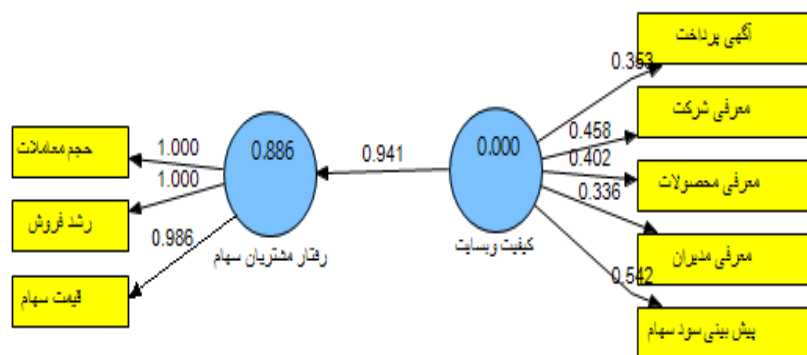 آگهی پرداخت
0.353
معرفی شرکت
0.458
0.402
معرفی محصولات
0.336
معرفی مدیران
0.542
پیش بینی سود سهام
0.000
کیفیت وبسایت
0.941
0.886
رفتار مشتریان سهام
1.000
حجم معاملات
1.000
رشد فروش
0.986
قیمت سهام